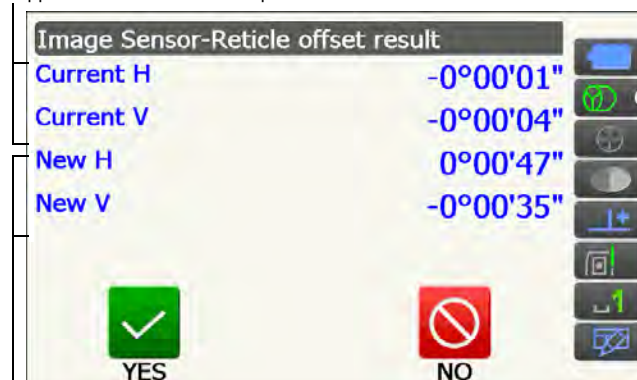 Image Sensor-Reticle offset result
Current H -0°00'01"
Current V -0°00'04"
New H 0°00'47"
New V -0°00'35"
YES NO